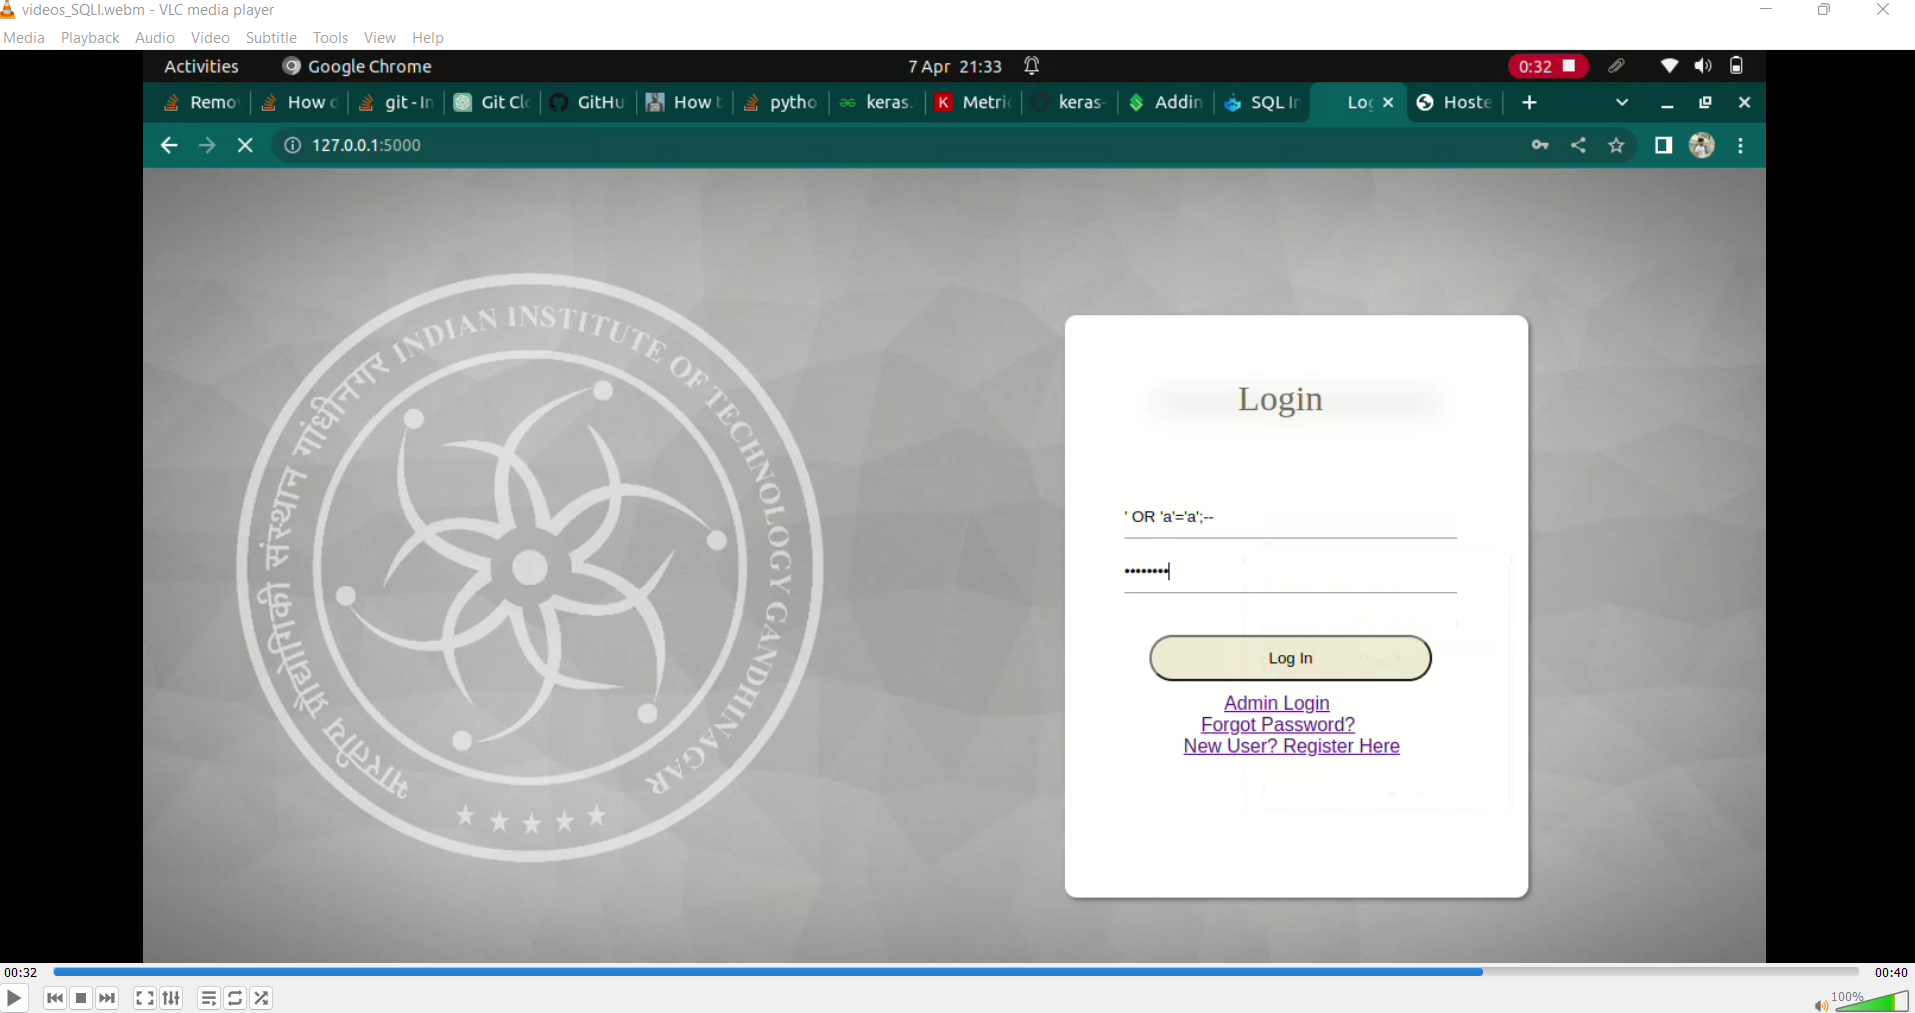 videos_SQLI.webm - VLC media player
Media Playback Audio Video Subtitle Tools View Help
Activities Google Chrome 7 Apr 21:33 0:32
Remo How git - In Git Cl GitHu How t pytho keras. Metri keras- Addin SQL In Log Hoste
127.0.0.1:5000
भारतीय प्रौद्योगिकी संस्थान गांधीनगर INDIAN INSTITUTE OF TECHNOLOGY GANDHINAGAR
Login
' OR 'a'='a';--
••••••••
Log In
Admin Login
Forgot Password?
New User? Register Here
00:32 00:40
100%